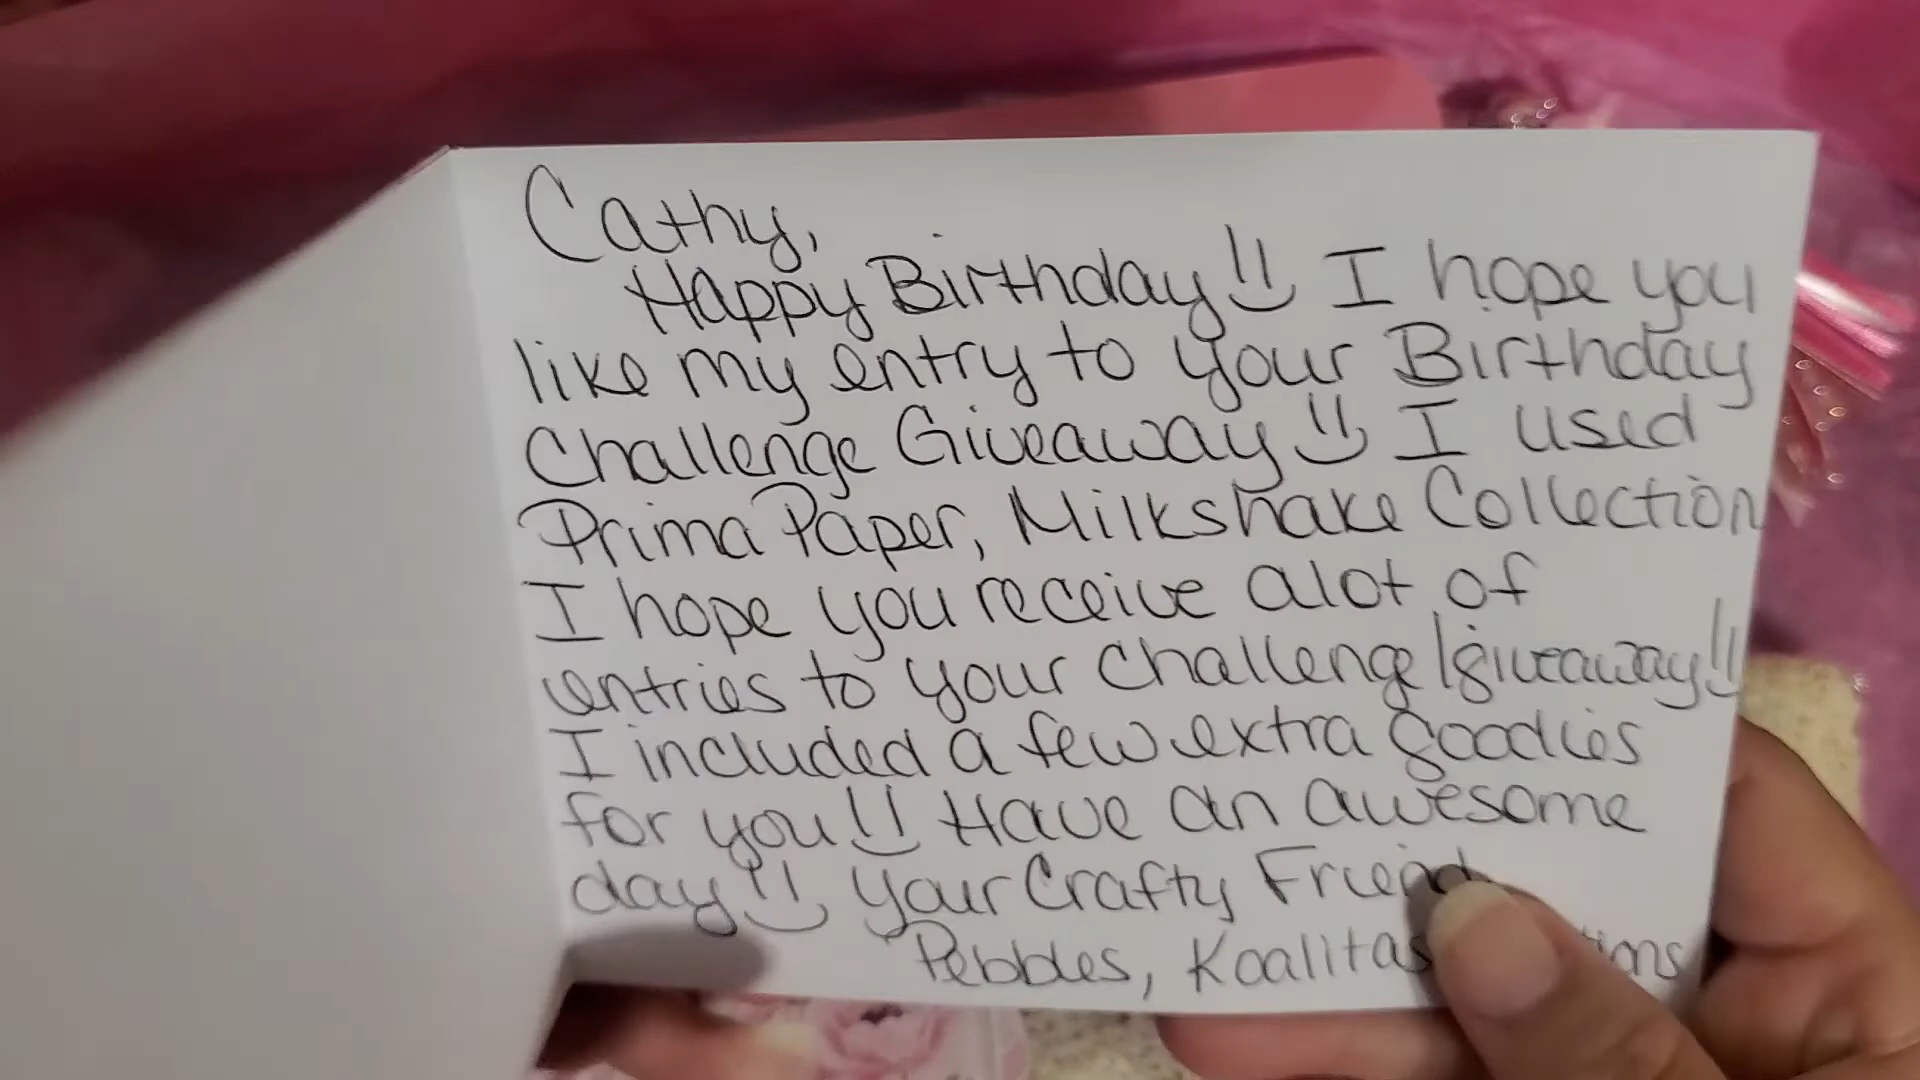 Cathy,
Happy Birthday!! I hope you
like my entry to your Birthday
Challenge Giveaway!! I used
Prima Paper, Milkshake Collection
I hope you receive alot of
entries to your challenge/giveaway!!
I included a few extra goodies
for you!! Have an awesome
day!! Your Crafty Friend
Pebbles,